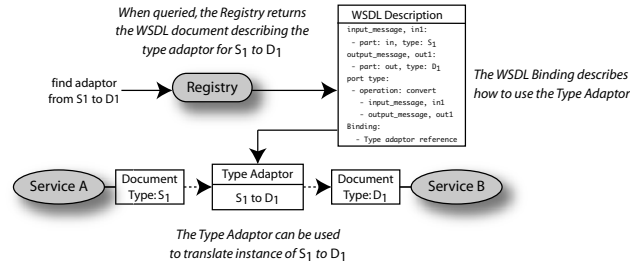 When queried, the Registry returns
the WSDL document describing the
type adaptor for S1 to D1
WSDL Description
input_message, in1:
- part: in, type: S1
output_message, out1:
- part: out, type: D1
port type:
- operation: convert
- input_message, in1
- output_message, out1
Binding:
- Type adaptor reference
find adaptor
from S1 to D1
Registry
The WSDL Binding describes
how to use the Type Adaptor
Service A
Document
Type: S1
Type Adaptor
S1 to D1
Document
Type: D1
Service B
The Type Adaptor can be used
to translate instance of S1 to D1